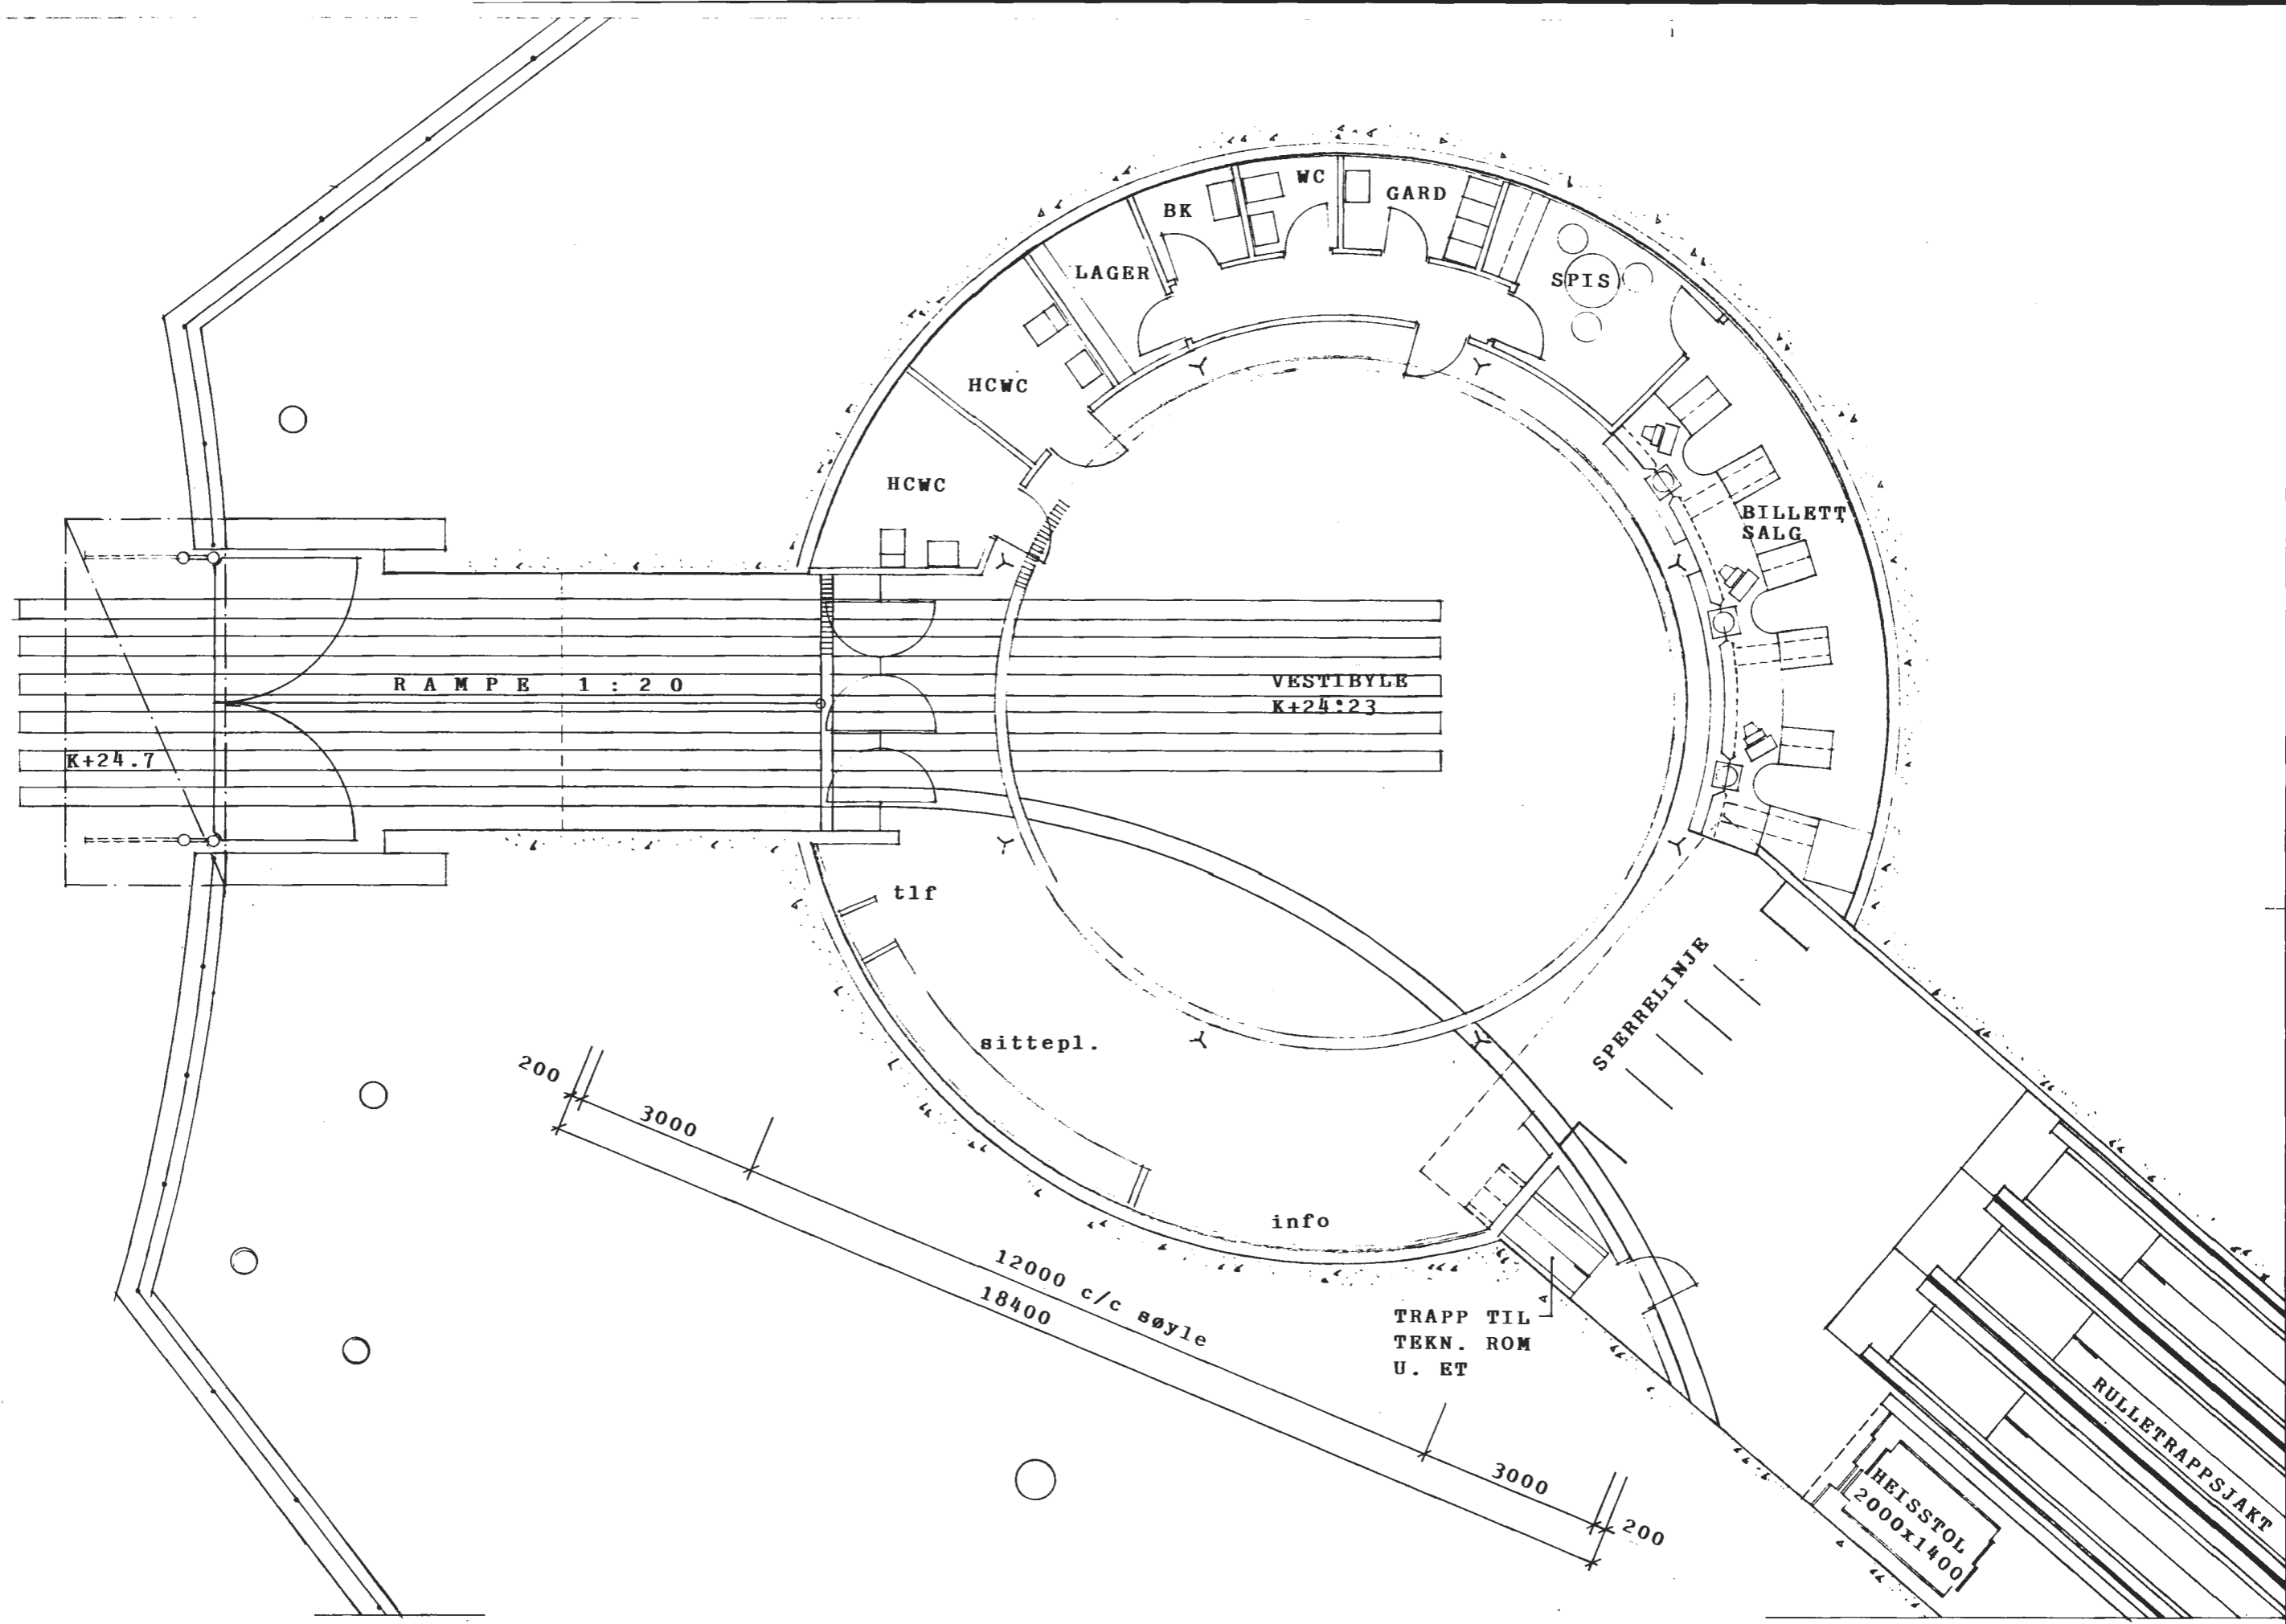 WC
GARD
BK
LAGER
SPIS
HCWC
HCWC
BILLETT
SALG
RAMPE 1:20
VESTIBYLE
K+24.23
K+24.7
tlf
SPERRELINJE
sittepl.
200
3000
info
12000 c/c søyle
18400
TRAPP TIL
TEKN. ROM
U. ET
3000
200
RULLETRAPPSJAKT
HEISSTOL
2000x1400